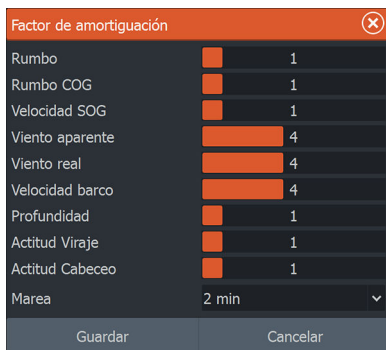 Factor de amortiguación
Rumbo 1
Rumbo COG 1
Velocidad SOG 1
Viento aparente 4
Viento real 4
Velocidad barco 4
Profundidad 1
Actitud Viraje 1
Actitud Cabeceo 1
Marea 2 min
Guardar Cancelar